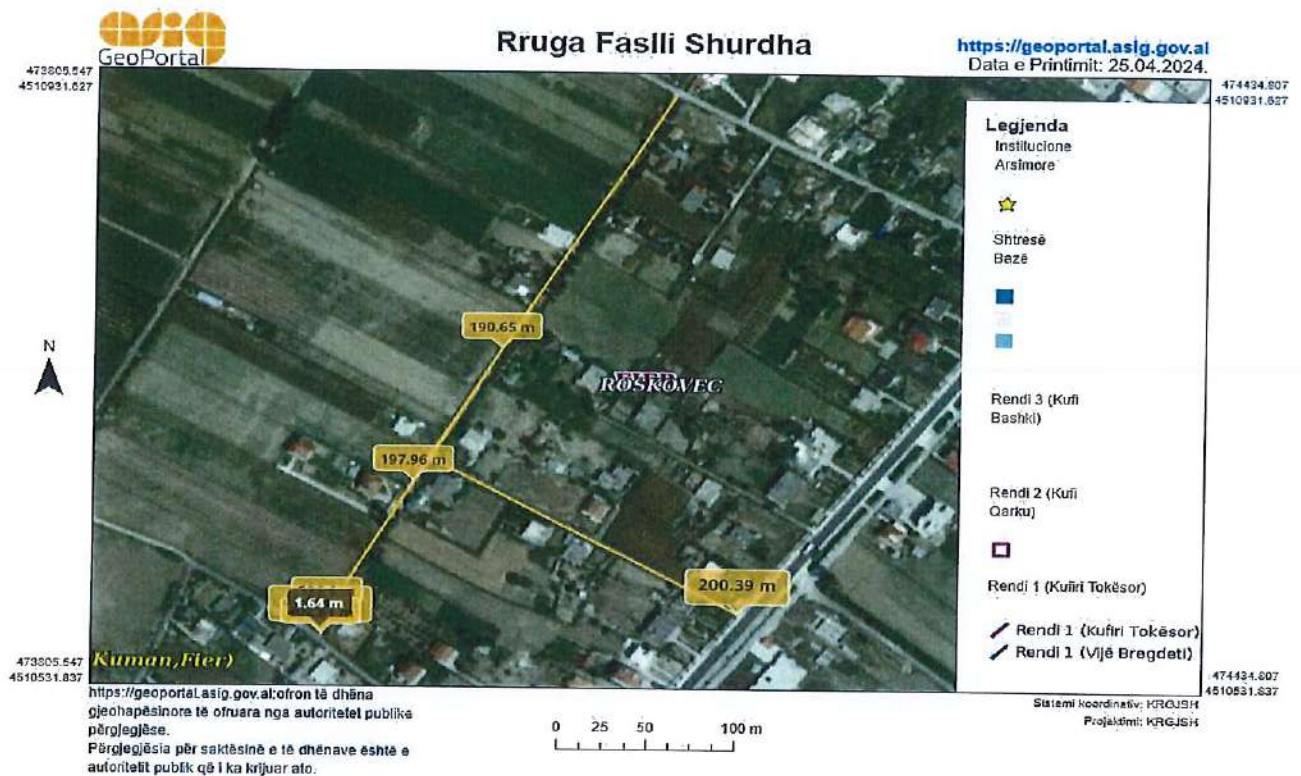 GeoPortal
Rruga Faslli Shurdha
https://geoportal.asig.gov.al
Data e Printimit: 25.04.2024.
473805.547
4510931.627
474434.807
4510931.627
Legjenda
Institucione
Arsimore
Shtresë
Bazë
Rendi 3 (Kufi
Bashki)
Rendi 2 (Kufi
Qarku)
Rendi 1 (Kufiri Tokësor)
Rendi 1 (Kufiri Tokësor)
Rendi 1 (Vijë Bregdeti)
N
190.65 m
ROSKOVEC
197.96 m
200.39 m
1.64 m
Kuman,Fier)
473805.547
4510531.837
474434.807
4510531.837
https://geoportal.asig.gov.al:ofron të dhëna
gjeohapësinore të ofruara nga autoritetet publike
përgjegjëse.
Përgjegjësia për saktësinë e të dhënave është e
autoritetit publik që i ka krijuar ato.
0 25 50 100 m
Sistemi koordinativ: KRGJSH
Projektimi: KRGJSH